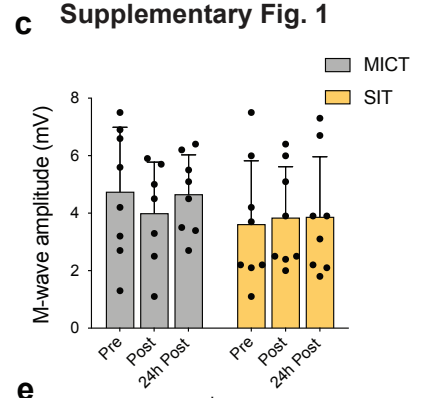 c Supplementary Fig. 1
MICT
SIT
M-wave amplitude (mV)
8
6
4
2
0
Pre Post 24h Post Pre Post 24h Post
e